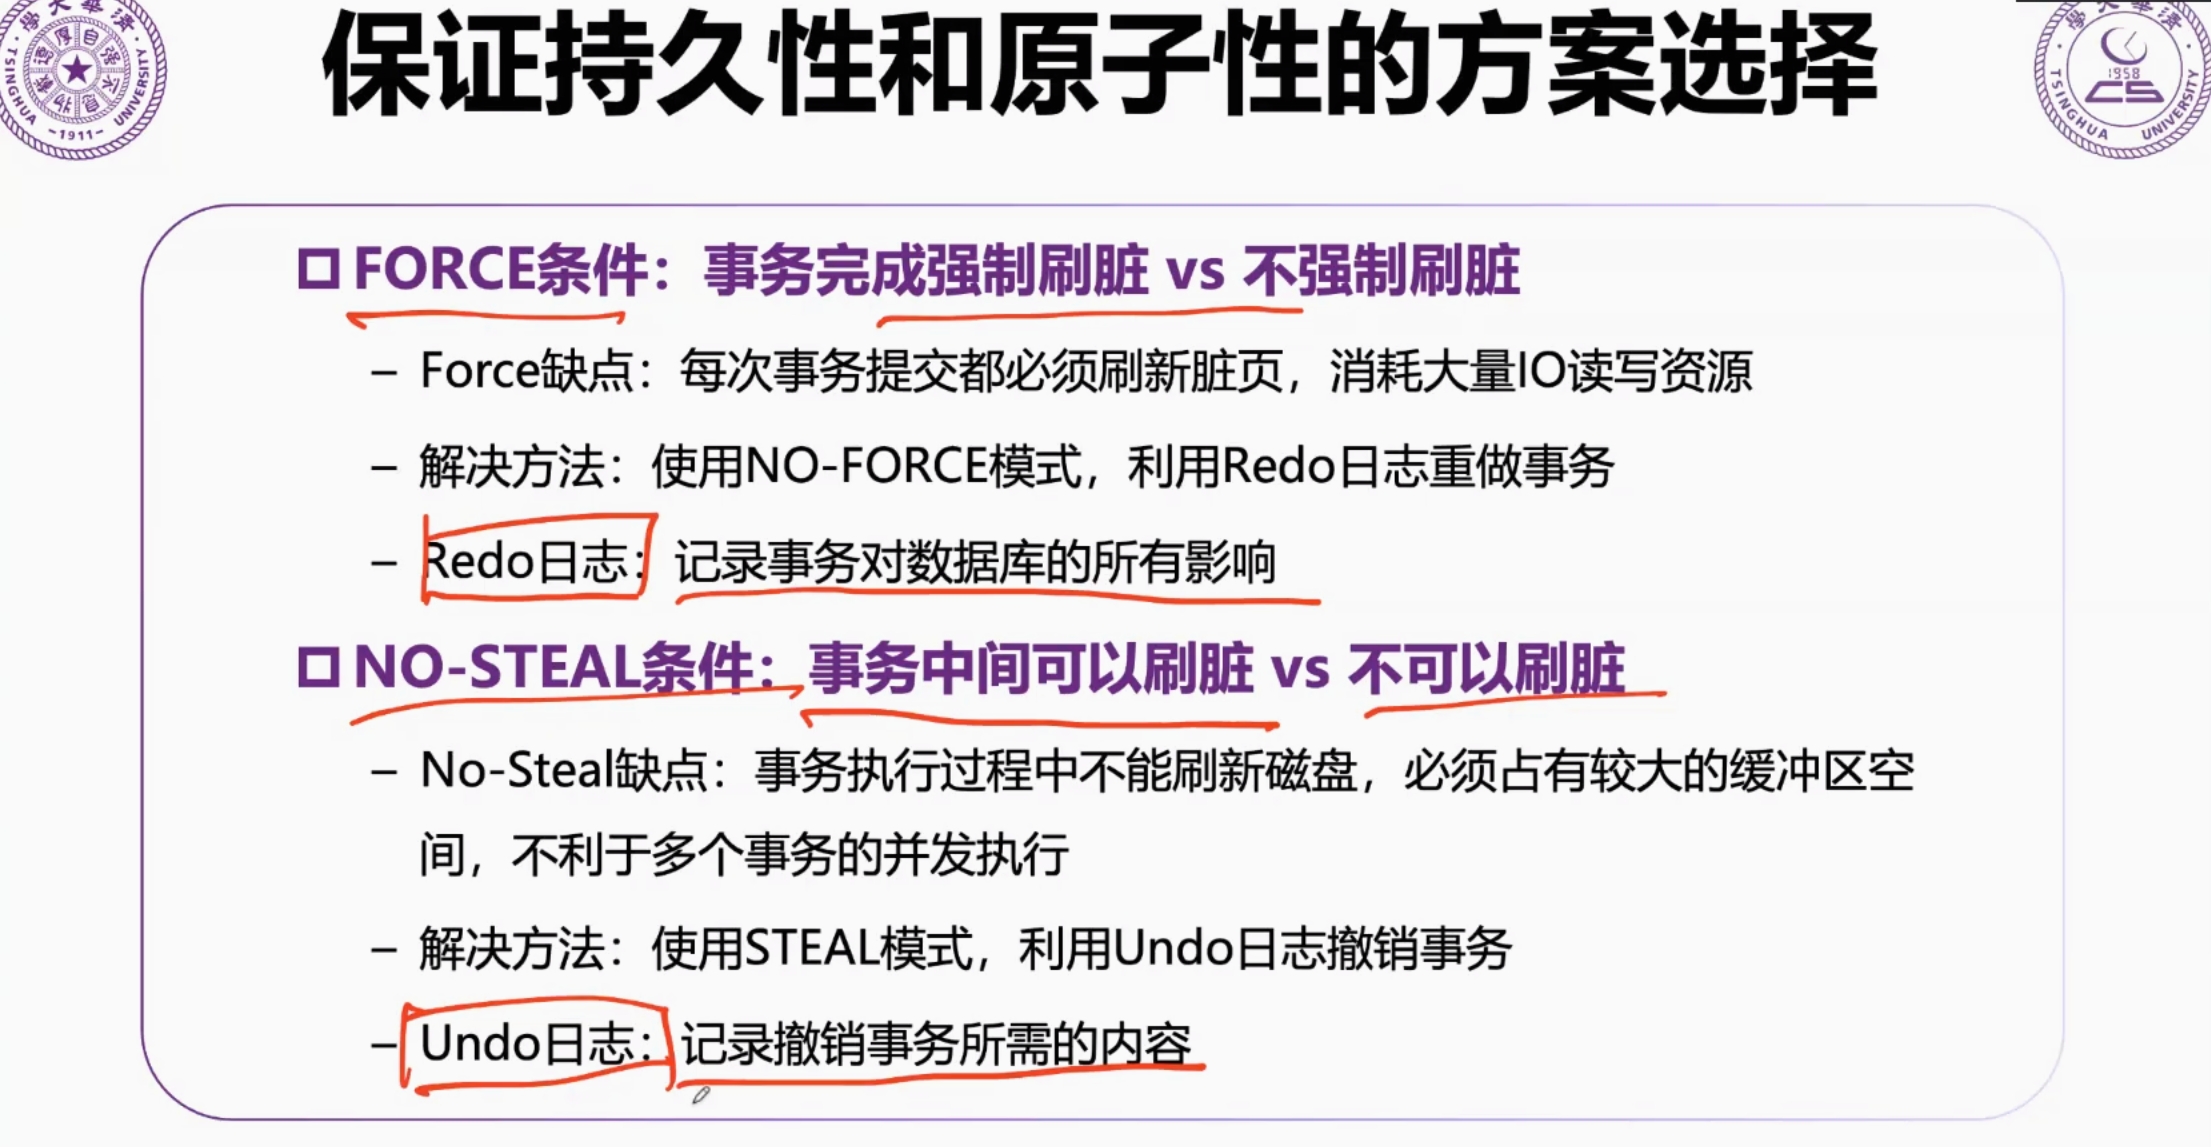 保证持久性和原子性的方案选择
FORCE条件：事务完成强制刷脏 vs 不强制刷脏
– Force缺点：每次事务提交都必须刷新脏页，消耗大量IO读写资源
– 解决方法：使用NO-FORCE模式，利用Redo日志重做事务
– Redo日志：记录事务对数据库的所有影响
NO-STEAL条件：事务中间可以刷脏 vs 不可以刷脏
– No-Steal缺点：事务执行过程中不能刷新磁盘，必须占有较大的缓冲区空
间，不利于多个事务的并发执行
– 解决方法：使用STEAL模式，利用Undo日志撤销事务
– Undo日志：记录撤销事务所需的内容
TSINGHUA UNIVERSITY
-1911-
1958
CS
TSINGHUA UNIVERSITY